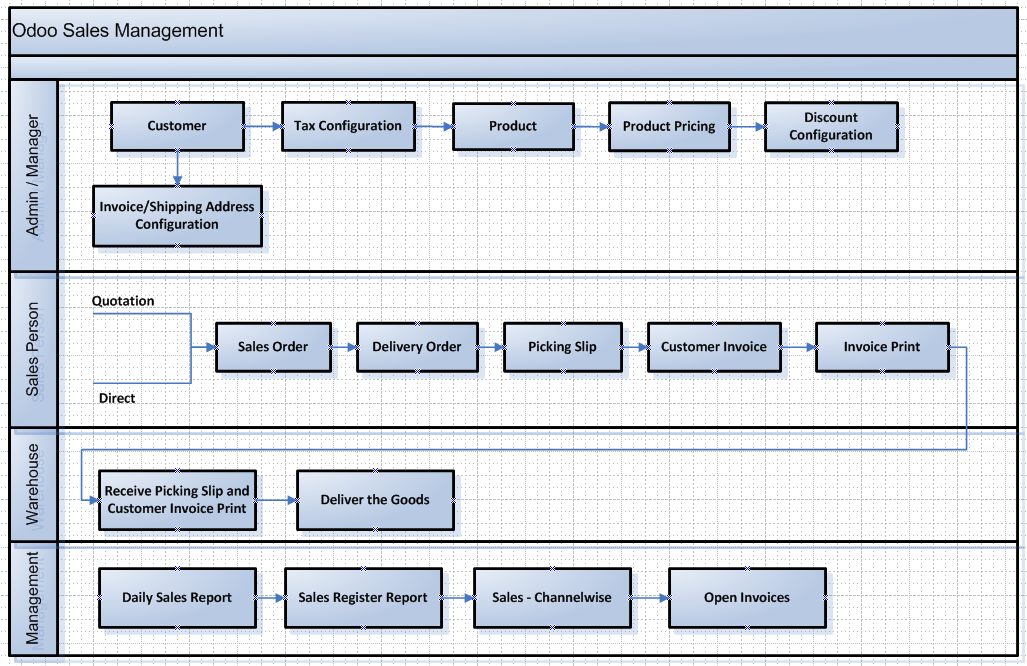 Odoo Sales Management
Admin / Manager
Customer
Tax Configuration
Product
Product Pricing
Discount
Configuration
Invoice/Shipping Address
Configuration
Sales Person
Quotation
Sales Order
Delivery Order
Picking Slip
Customer Invoice
Invoice Print
Direct
Warehouse
Receive Picking Slip and
Customer Invoice Print
Deliver the Goods
Management
Daily Sales Report
Sales Register Report
Sales - Channelwise
Open Invoices